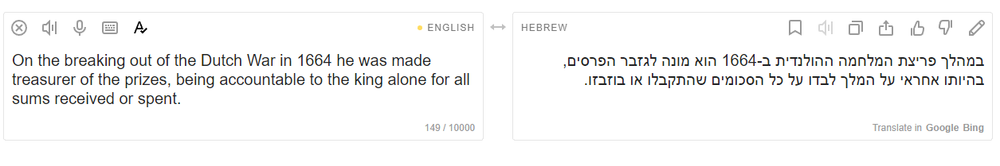 ENGLISH
HEBREW
On the breaking out of the Dutch War in 1664 he was made
treasurer of the prizes, being accountable to the king alone for all
sums received or spent.
149 / 10000
במהלך פריצת המלחמה ההולנדית ב-1664 הוא מונה לגזבר הפרסים,
בהיותו אחראי על המלך לבדו על כל הסכומים שהתקבלו או בוזבזו.
Translate in Google Bing